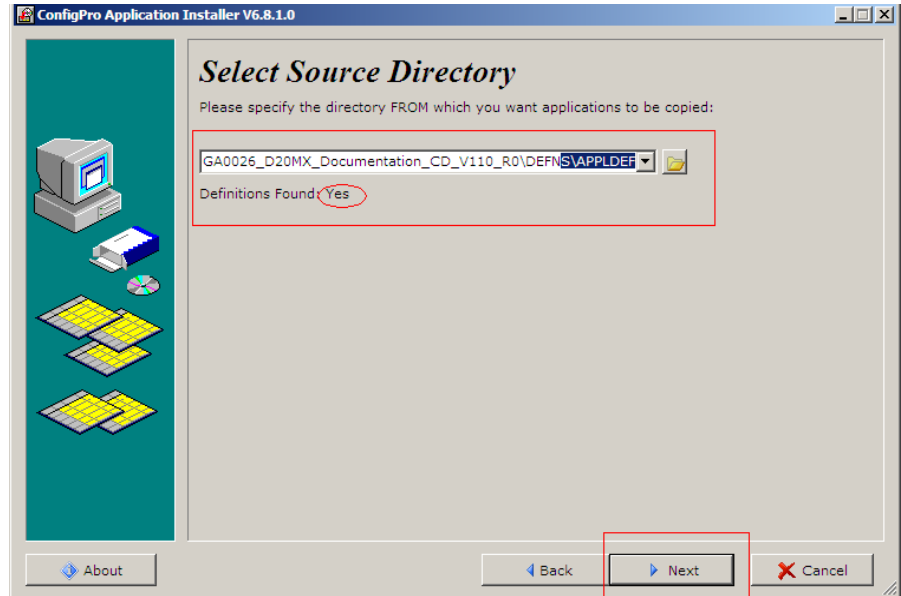 ConfigPro Application Installer V6.8.1.0
Select Source Directory
Please specify the directory FROM which you want applications to be copied:
GA0026_D20MX_Documentation_CD_V110_R0\DEFNS\APPLDEF
Definitions Found: Yes
About
Back
Next
Cancel